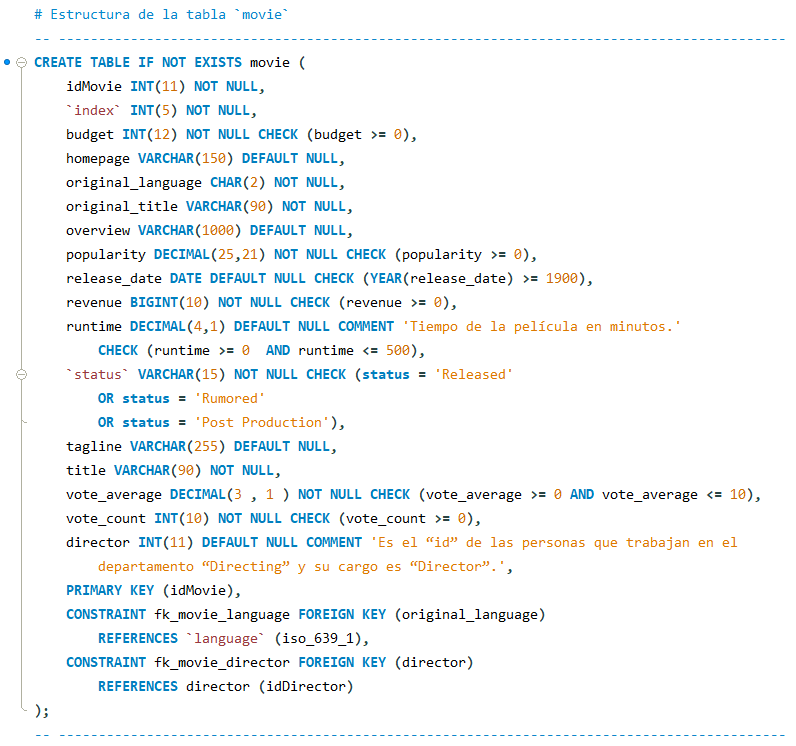 # Estructura de la tabla `movie`
-- --------------------------------------------------------------------------------------------
CREATE TABLE IF NOT EXISTS movie (
idMovie INT(11) NOT NULL,
`index` INT(5) NOT NULL,
budget INT(12) NOT NULL CHECK (budget >= 0),
homepage VARCHAR(150) DEFAULT NULL,
original_language CHAR(2) NOT NULL,
original_title VARCHAR(90) NOT NULL,
overview VARCHAR(1000) DEFAULT NULL,
popularity DECIMAL(25,21) NOT NULL CHECK (popularity >= 0),
release_date DATE DEFAULT NULL CHECK (YEAR(release_date) >= 1900),
revenue BIGINT(10) NOT NULL CHECK (revenue >= 0),
runtime DECIMAL(4,1) DEFAULT NULL COMMENT 'Tiempo de la película en minutos.'
CHECK (runtime >= 0  AND runtime <= 500),
`status` VARCHAR(15) NOT NULL CHECK (status = 'Released'
OR status = 'Rumored'
OR status = 'Post Production'),
tagline VARCHAR(255) DEFAULT NULL,
title VARCHAR(90) NOT NULL,
vote_average DECIMAL(3 , 1 ) NOT NULL CHECK (vote_average >= 0 AND vote_average <= 10),
vote_count INT(10) NOT NULL CHECK (vote_count >= 0),
director INT(11) DEFAULT NULL COMMENT 'Es el “id” de las personas que trabajan en el
departamento “Directing” y su cargo es “Director”.',
PRIMARY KEY (idMovie),
CONSTRAINT fk_movie_language FOREIGN KEY (original_language)
REFERENCES `language` (iso_639_1),
CONSTRAINT fk_movie_director FOREIGN KEY (director)
REFERENCES director (idDirector)
);
-- --------------------------------------------------------------------------------------------